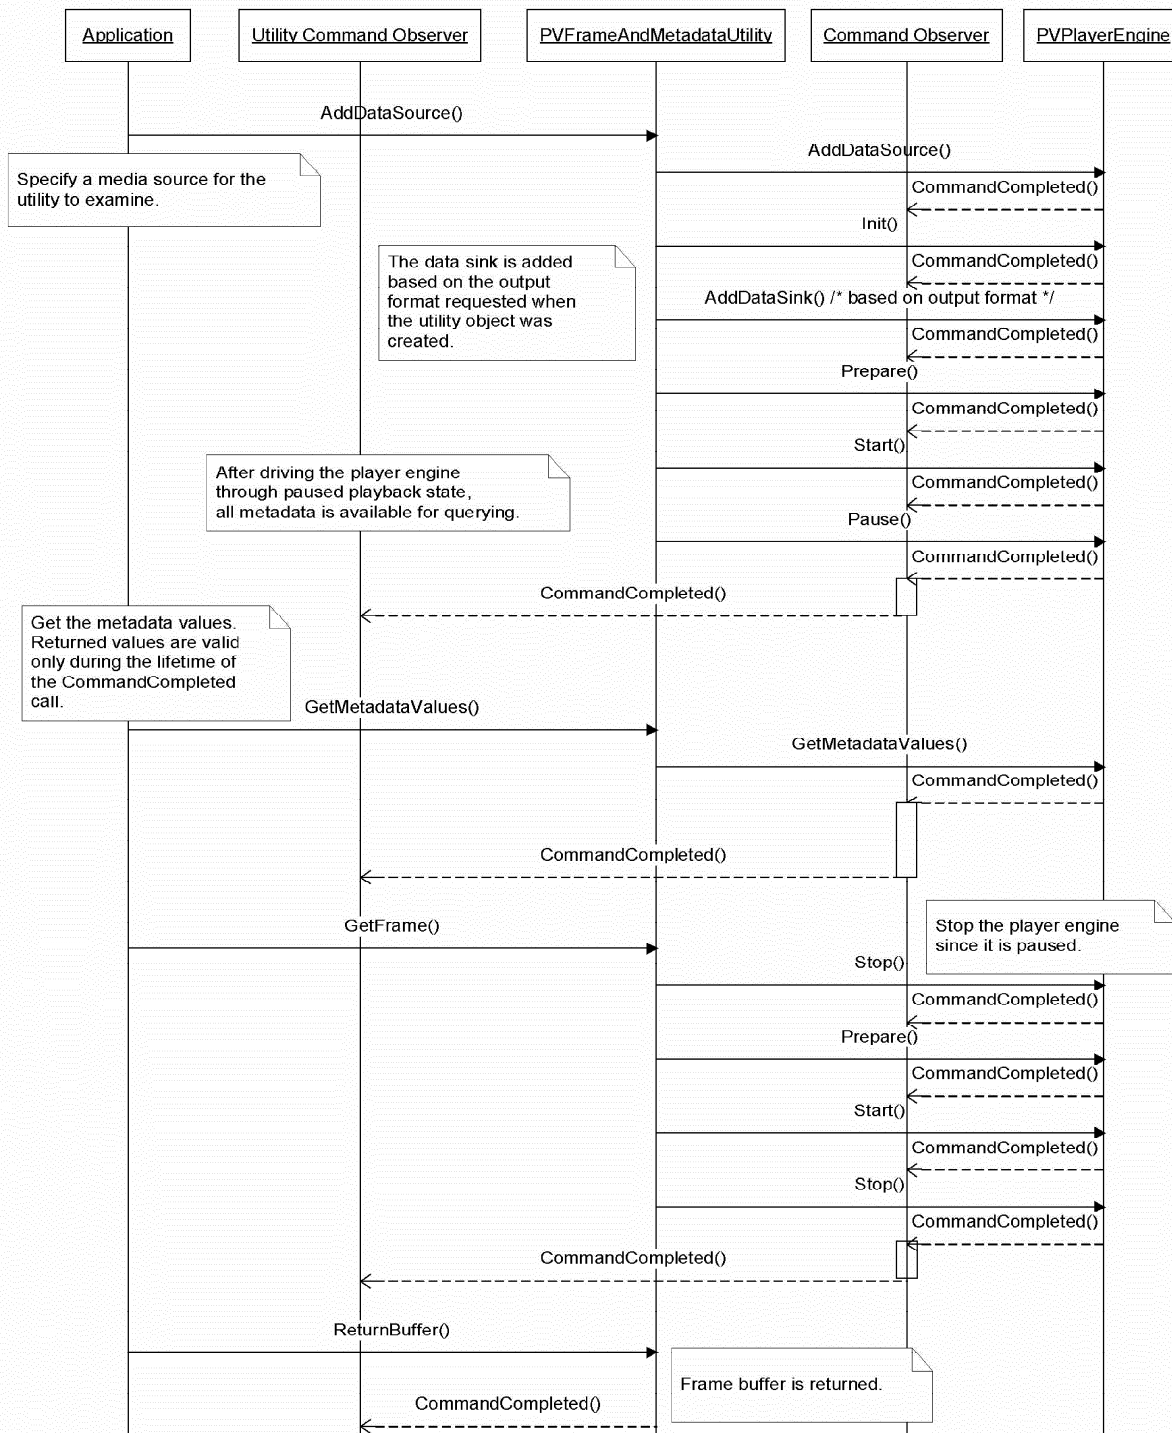 Application
Utility Command Observer
PVFrameAndMetadataUtility
Command Observer
PVPlayerEngine
AddDataSource()
AddDataSource()
Specify a media source for the
utility to examine.
CommandCompleted()
Init()
The data sink is added
based on the output
format requested when
the utility object was
created.
CommandCompleted()
AddDataSink() /* based on output format */
CommandCompleted()
Prepare()
CommandCompleted()
Start()
After driving the player engine
through paused playback state,
all metadata is available for querying.
CommandCompleted()
Pause()
CommandCompleted()
CommandCompleted()
Get the metadata values.
Returned values are valid
only during the lifetime of
the CommandCompleted
call.
GetMetadataValues()
GetMetadataValues()
CommandCompleted()
CommandCompleted()
GetFrame()
Stop the player engine
since it is paused.
Stop()
CommandCompleted()
Prepare()
CommandCompleted()
Start()
CommandCompleted()
Stop()
CommandCompleted()
CommandCompleted()
ReturnBuffer()
Frame buffer is returned.
CommandCompleted()